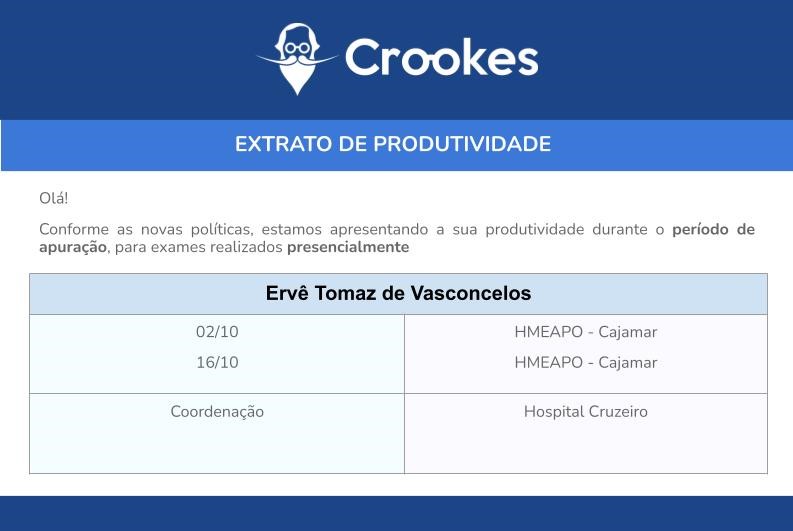 Crookes
EXTRATO DE PRODUTIVIDADE
Olá!
Conforme as novas políticas, estamos apresentando a sua produtividade durante o período de
apuração, para exames realizados presencialmente
Ervê Tomaz de Vasconcelos
02/10 HMEAPO - Cajamar
16/10 HMEAPO - Cajamar
Coordenação Hospital Cruzeiro